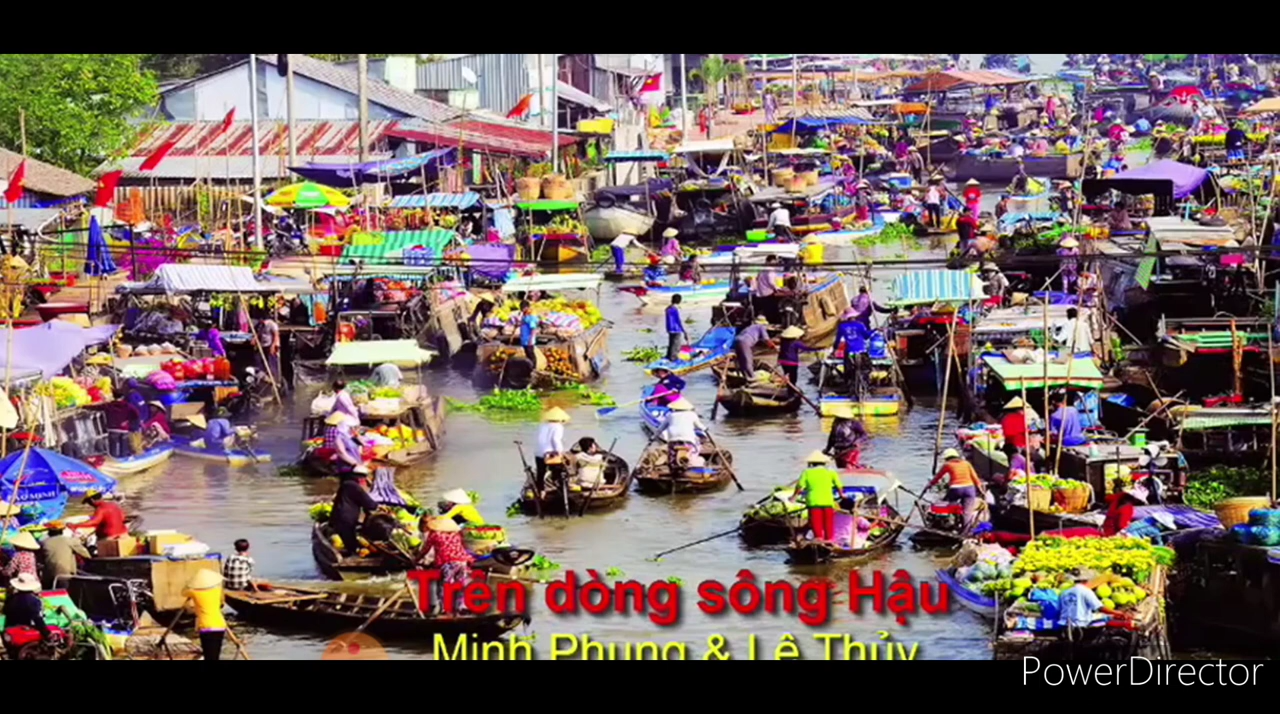 Trên dòng sông Hậu
Minh Phụng & Lệ Thủy
PowerDirector